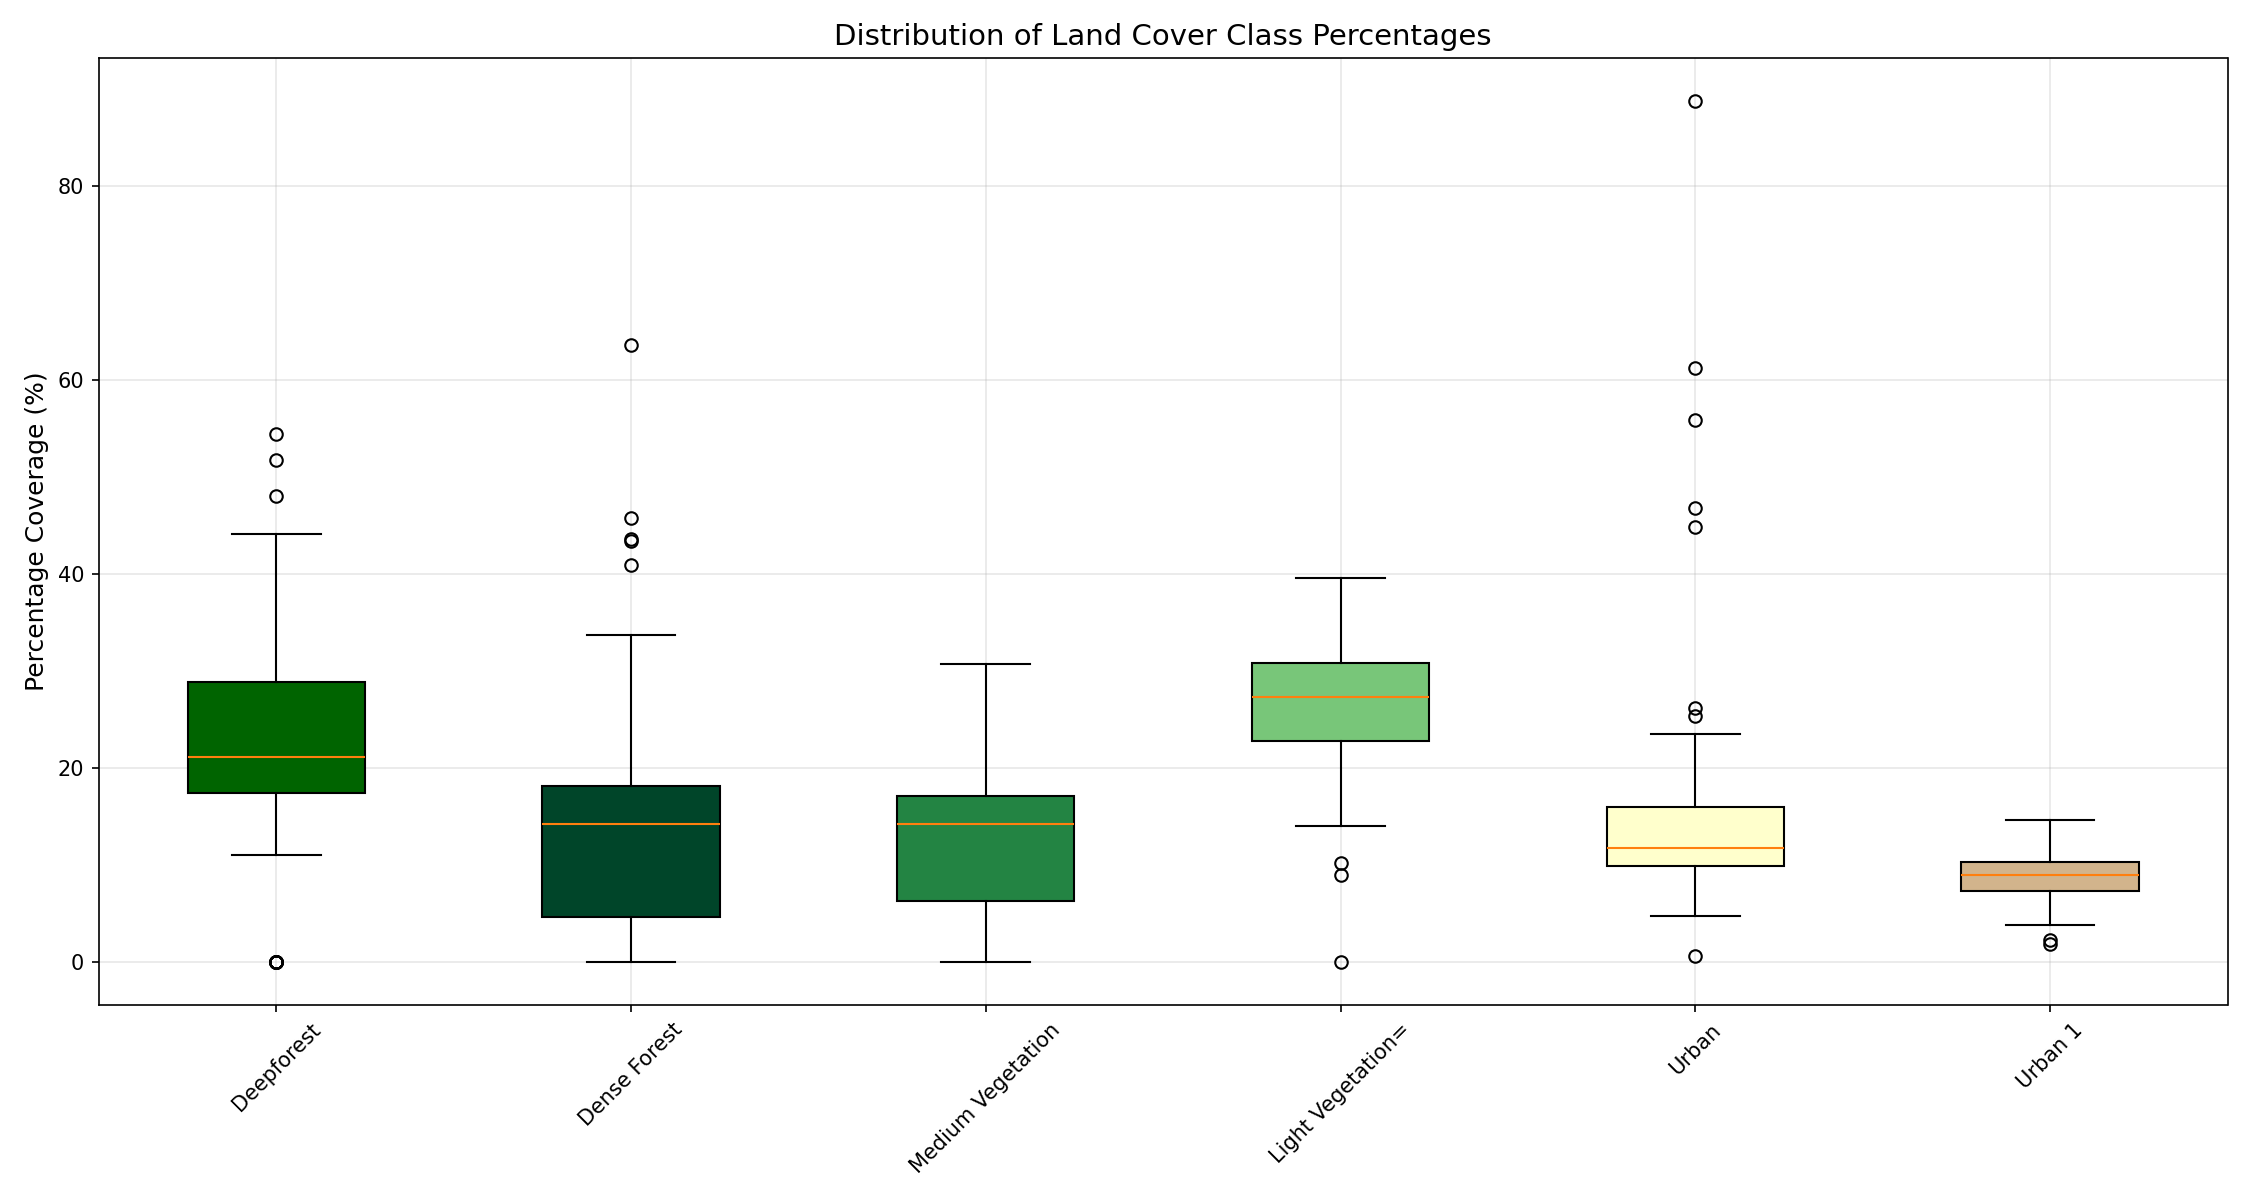 Distribution of Land Cover Class Percentages
Percentage Coverage (%)
80
60
40
20
0
Deepforest
Dense Forest
Medium Vegetation
Light Vegetation=
Urban
Urban 1